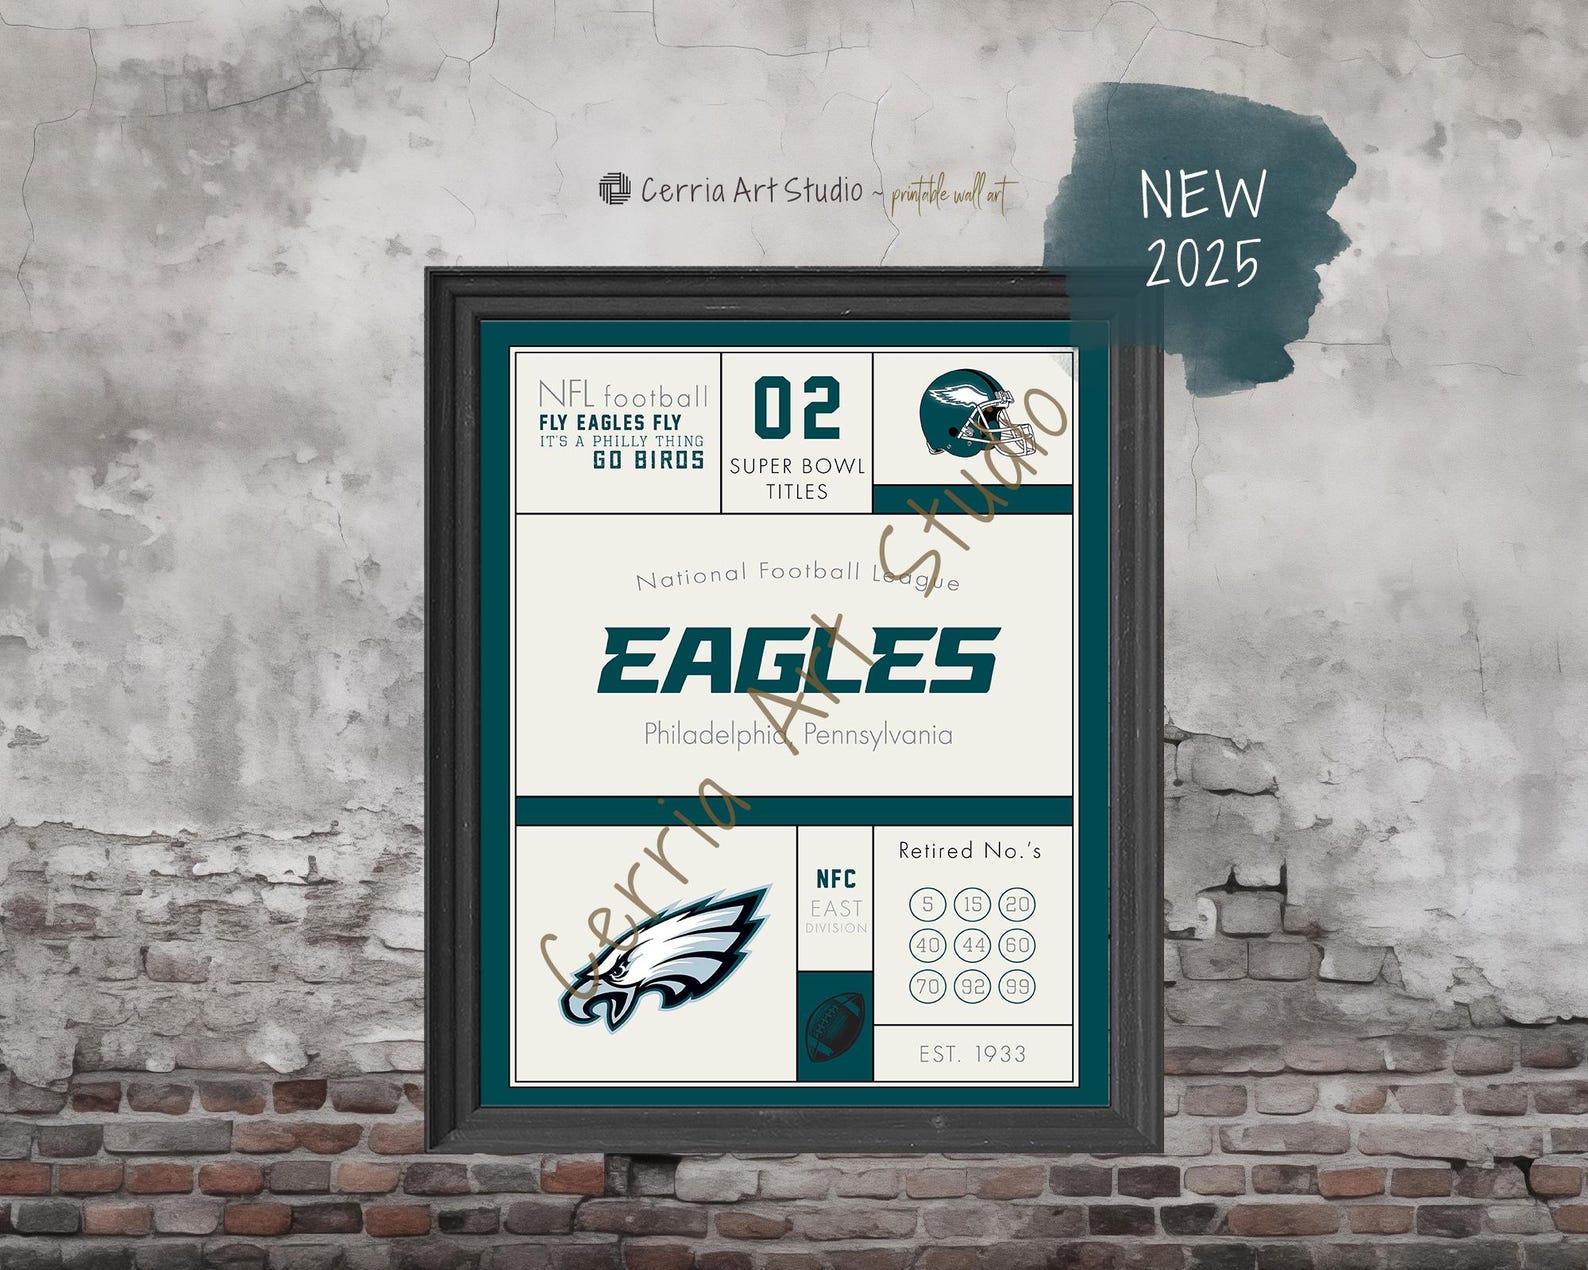 Cerria Art Studio ~ printable wall art
NEW
2025
NFL football
FLY EAGLES FLY
IT'S A PHILLY THING
GO BIRDS
02
SUPER BOWL
TITLES
National Football League
EAGLES
Philadelphia, Pennsylvania
Cerria Art Studio
NFC
EAST
DIVISION
Retired No.'s
5 15 20
40 44 60
70 92 99
EST. 1933